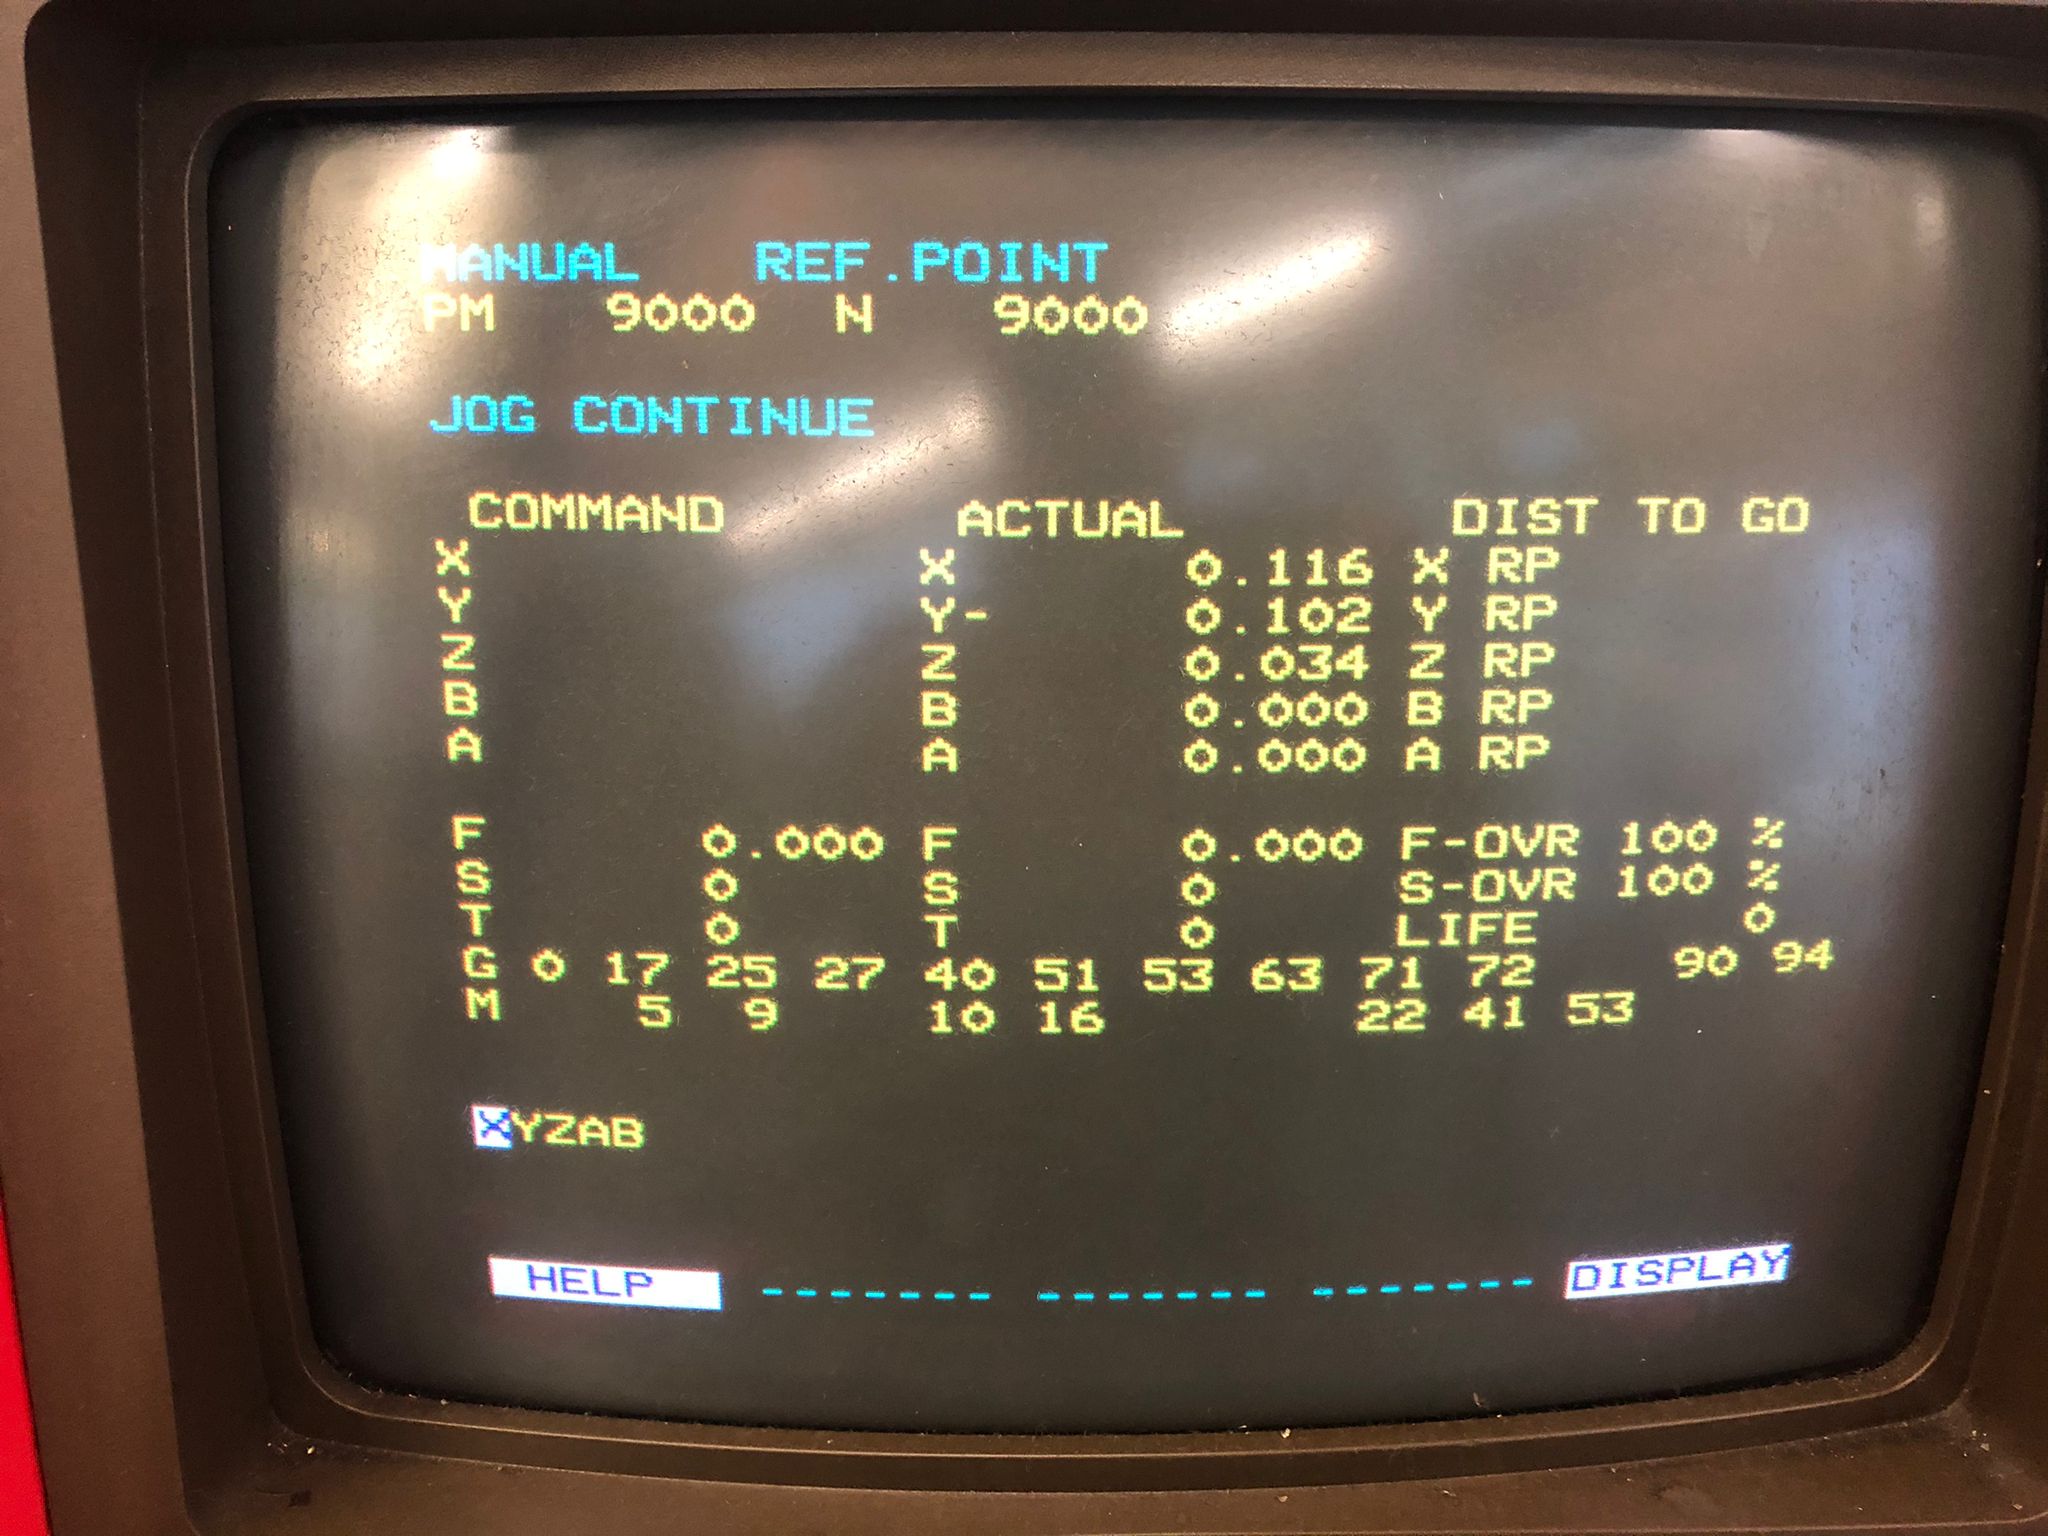 MANUAL REF.POINT
PM 9000 N 9000
JOG CONTINUE
COMMAND ACTUAL DIST TO GO
X X 0.116 X RP
Y Y- 0.102 Y RP
Z Z 0.034 Z RP
B B 0.000 B RP
A A 0.000 A RP
F 0.000 F 0.000 F-OVR 100 %
S 0 S 0 S-OVR 100 %
T 0 T 0 LIFE 0
G 0 17 25 27 40 51 53 63 71 72 90 94
M 5 9 10 16 22 41 53
XYZAB
HELP ------- ------- ------- DISPLAY